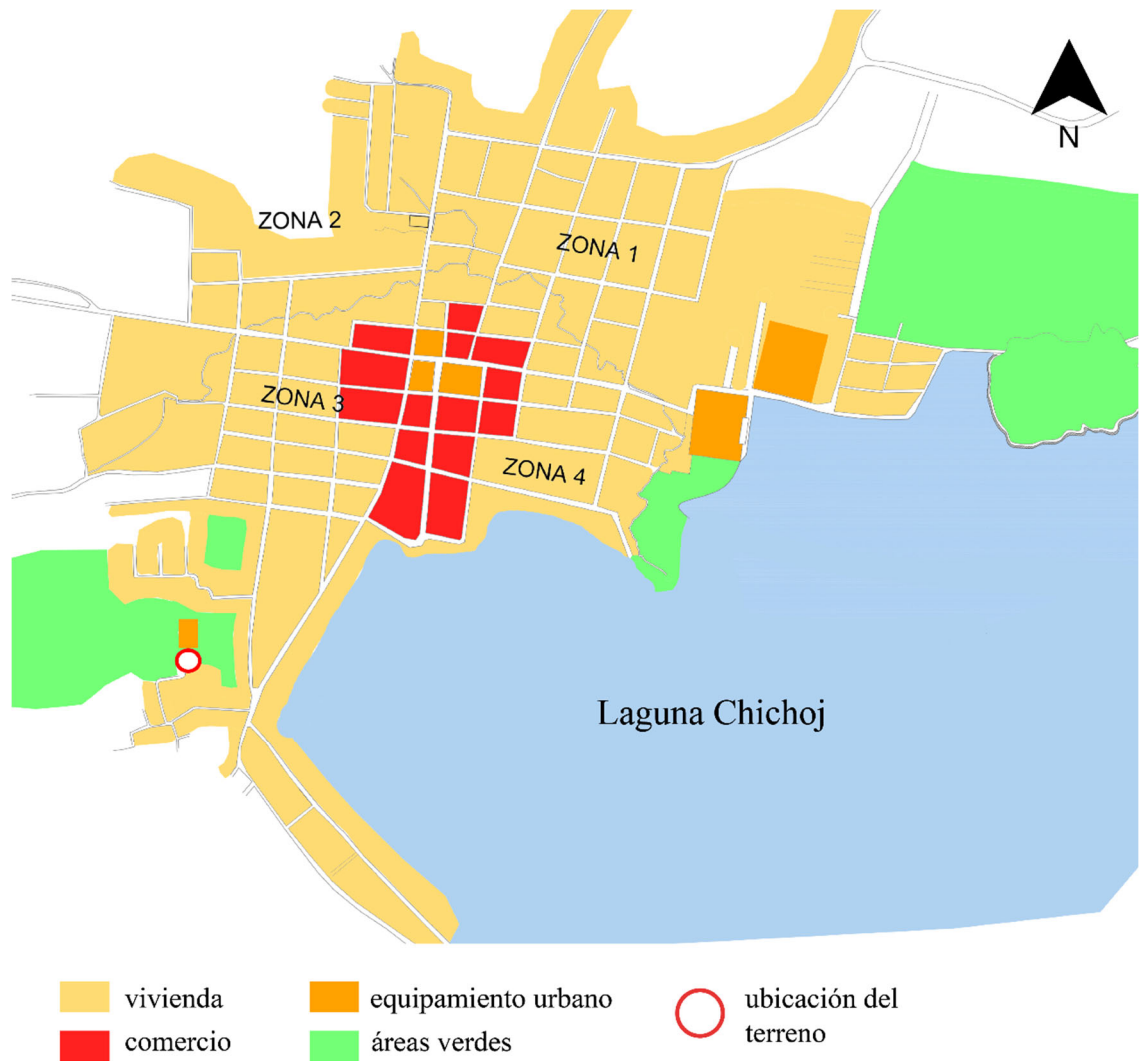 N
ZONA 2
ZONA 1
ZONA 3
ZONA 4
Laguna Chichoj
vivienda
comercio
equipamiento urbano
áreas verdes
ubicación del
terreno